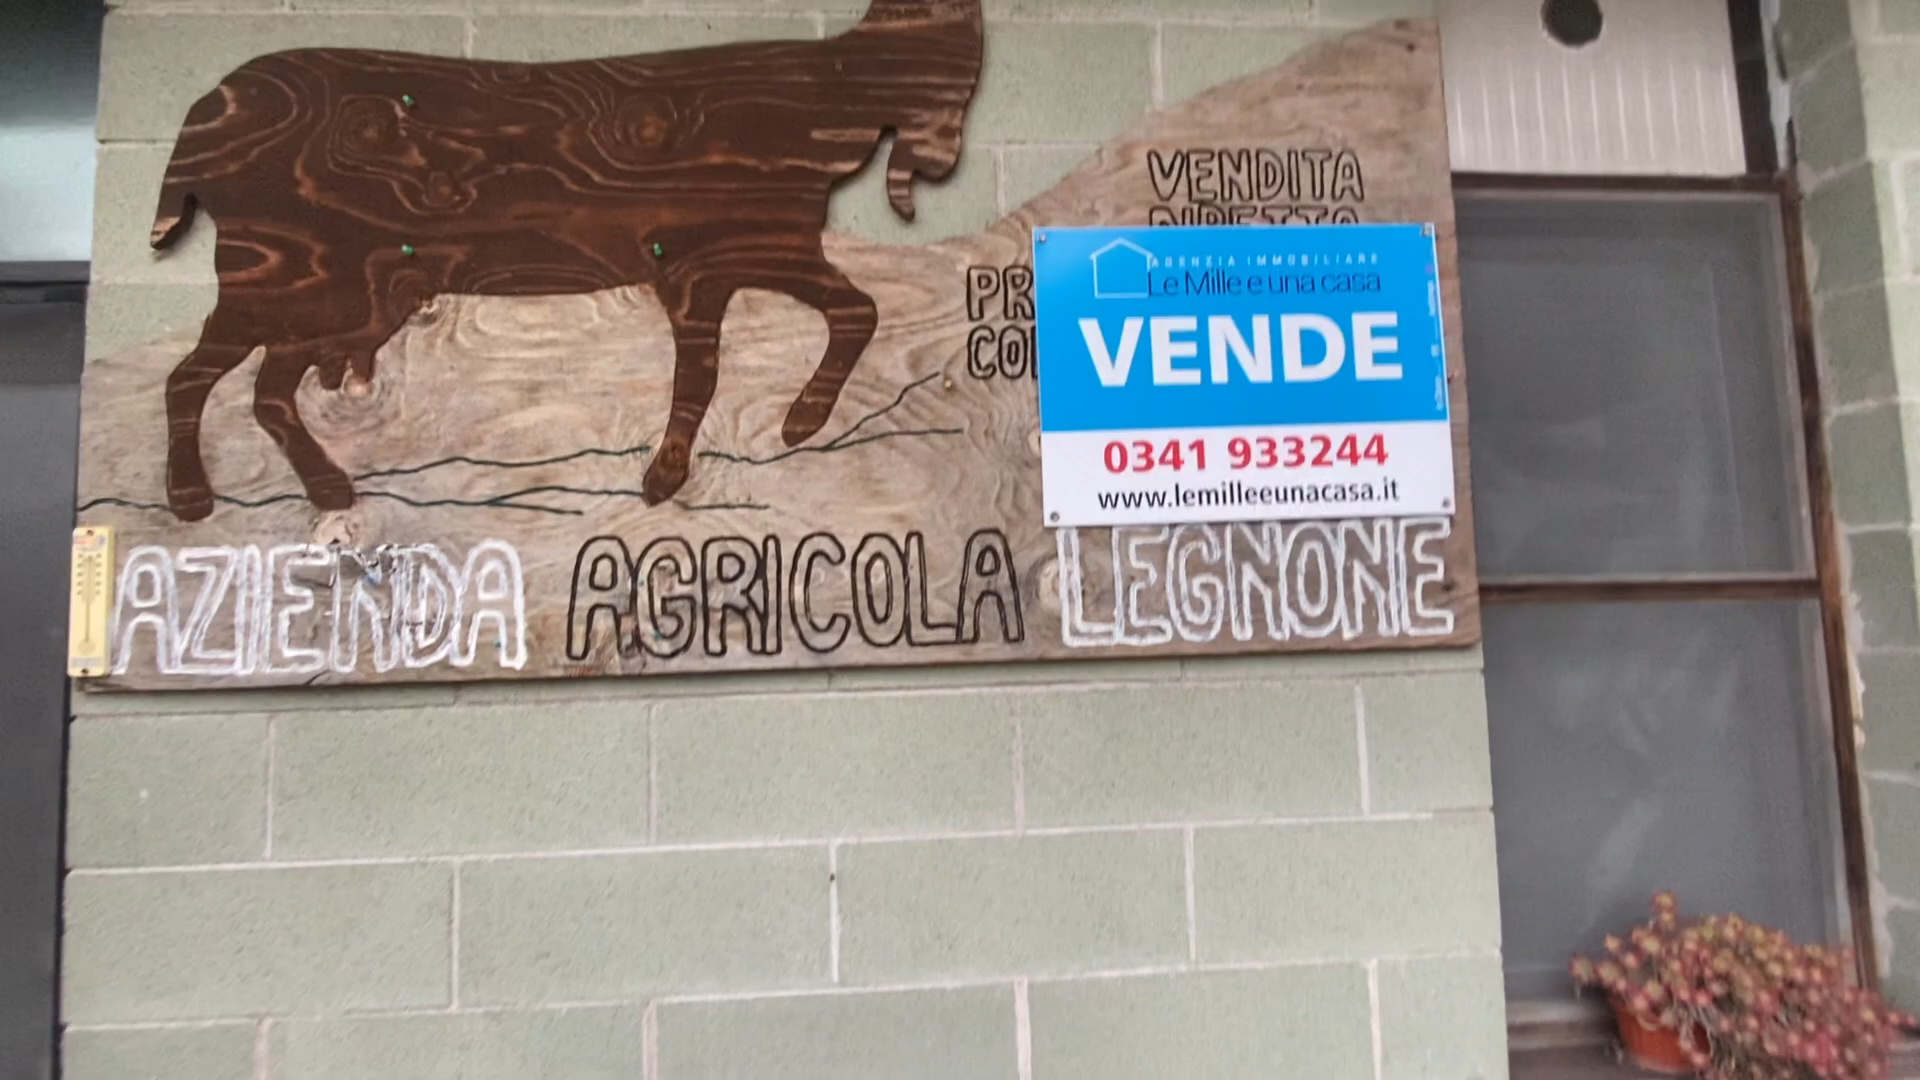 VENDITA
AGENZIA IMMOBILIARE
Le Mille e una casa
VENDE
0341 933244
www.lemilleeunacasa.it
AZIENDA AGRICOLA LEGNONE